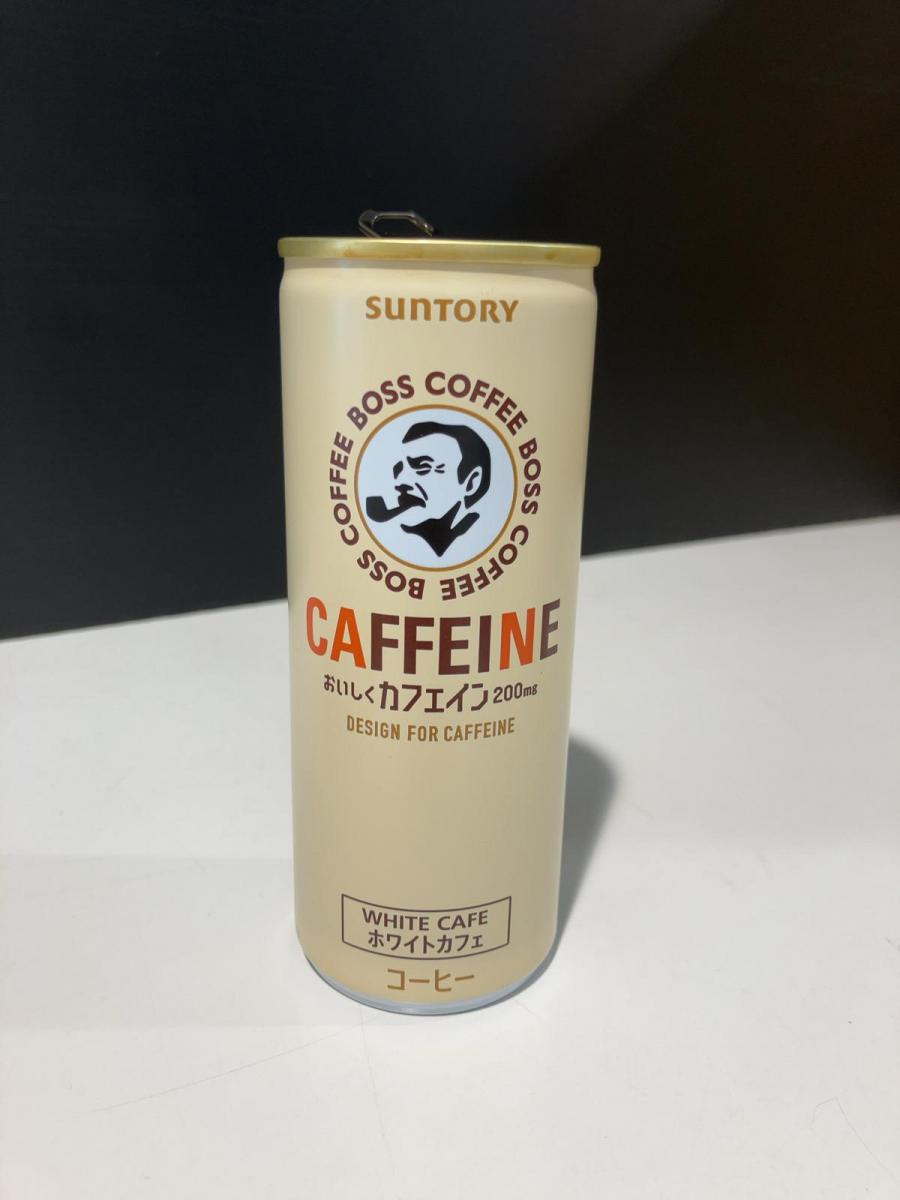 SUNTORY
BOSS COFFEE BOSS COFFEE BOSS COFFEE
CAFFEINE
おいしくカフェイン200mg
DESIGN FOR CAFFEINE
WHITE CAFE
ホワイトカフェ
コーヒー